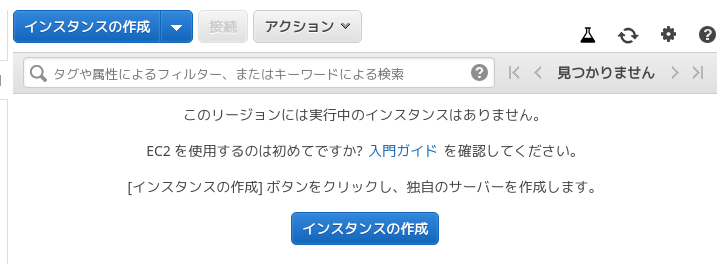 インスタンスの作成
接続
アクション
タグや属性によるフィルター、またはキーワードによる検索
見つかりません
このリージョンには実行中のインスタンスはありません。
EC2 を使用するのは初めてですか? 入門ガイド を確認してください。
[インスタンスの作成] ボタンをクリックし、独自のサーバーを作成します。
インスタンスの作成